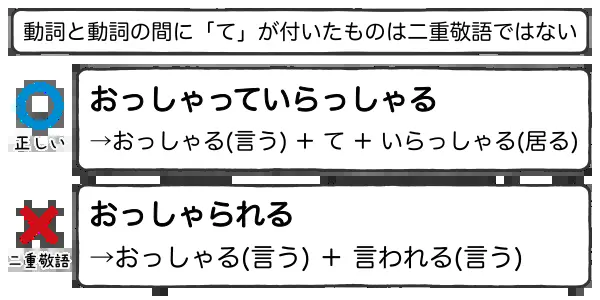 動詞と動詞の間に「て」が付いたものは二重敬語ではない
おっしゃっていらっしゃる
正しい
→おっしゃる(言う) + て + いらっしゃる(居る)
おっしゃられる
二重敬語
→おっしゃる(言う) + 言われる(言う)